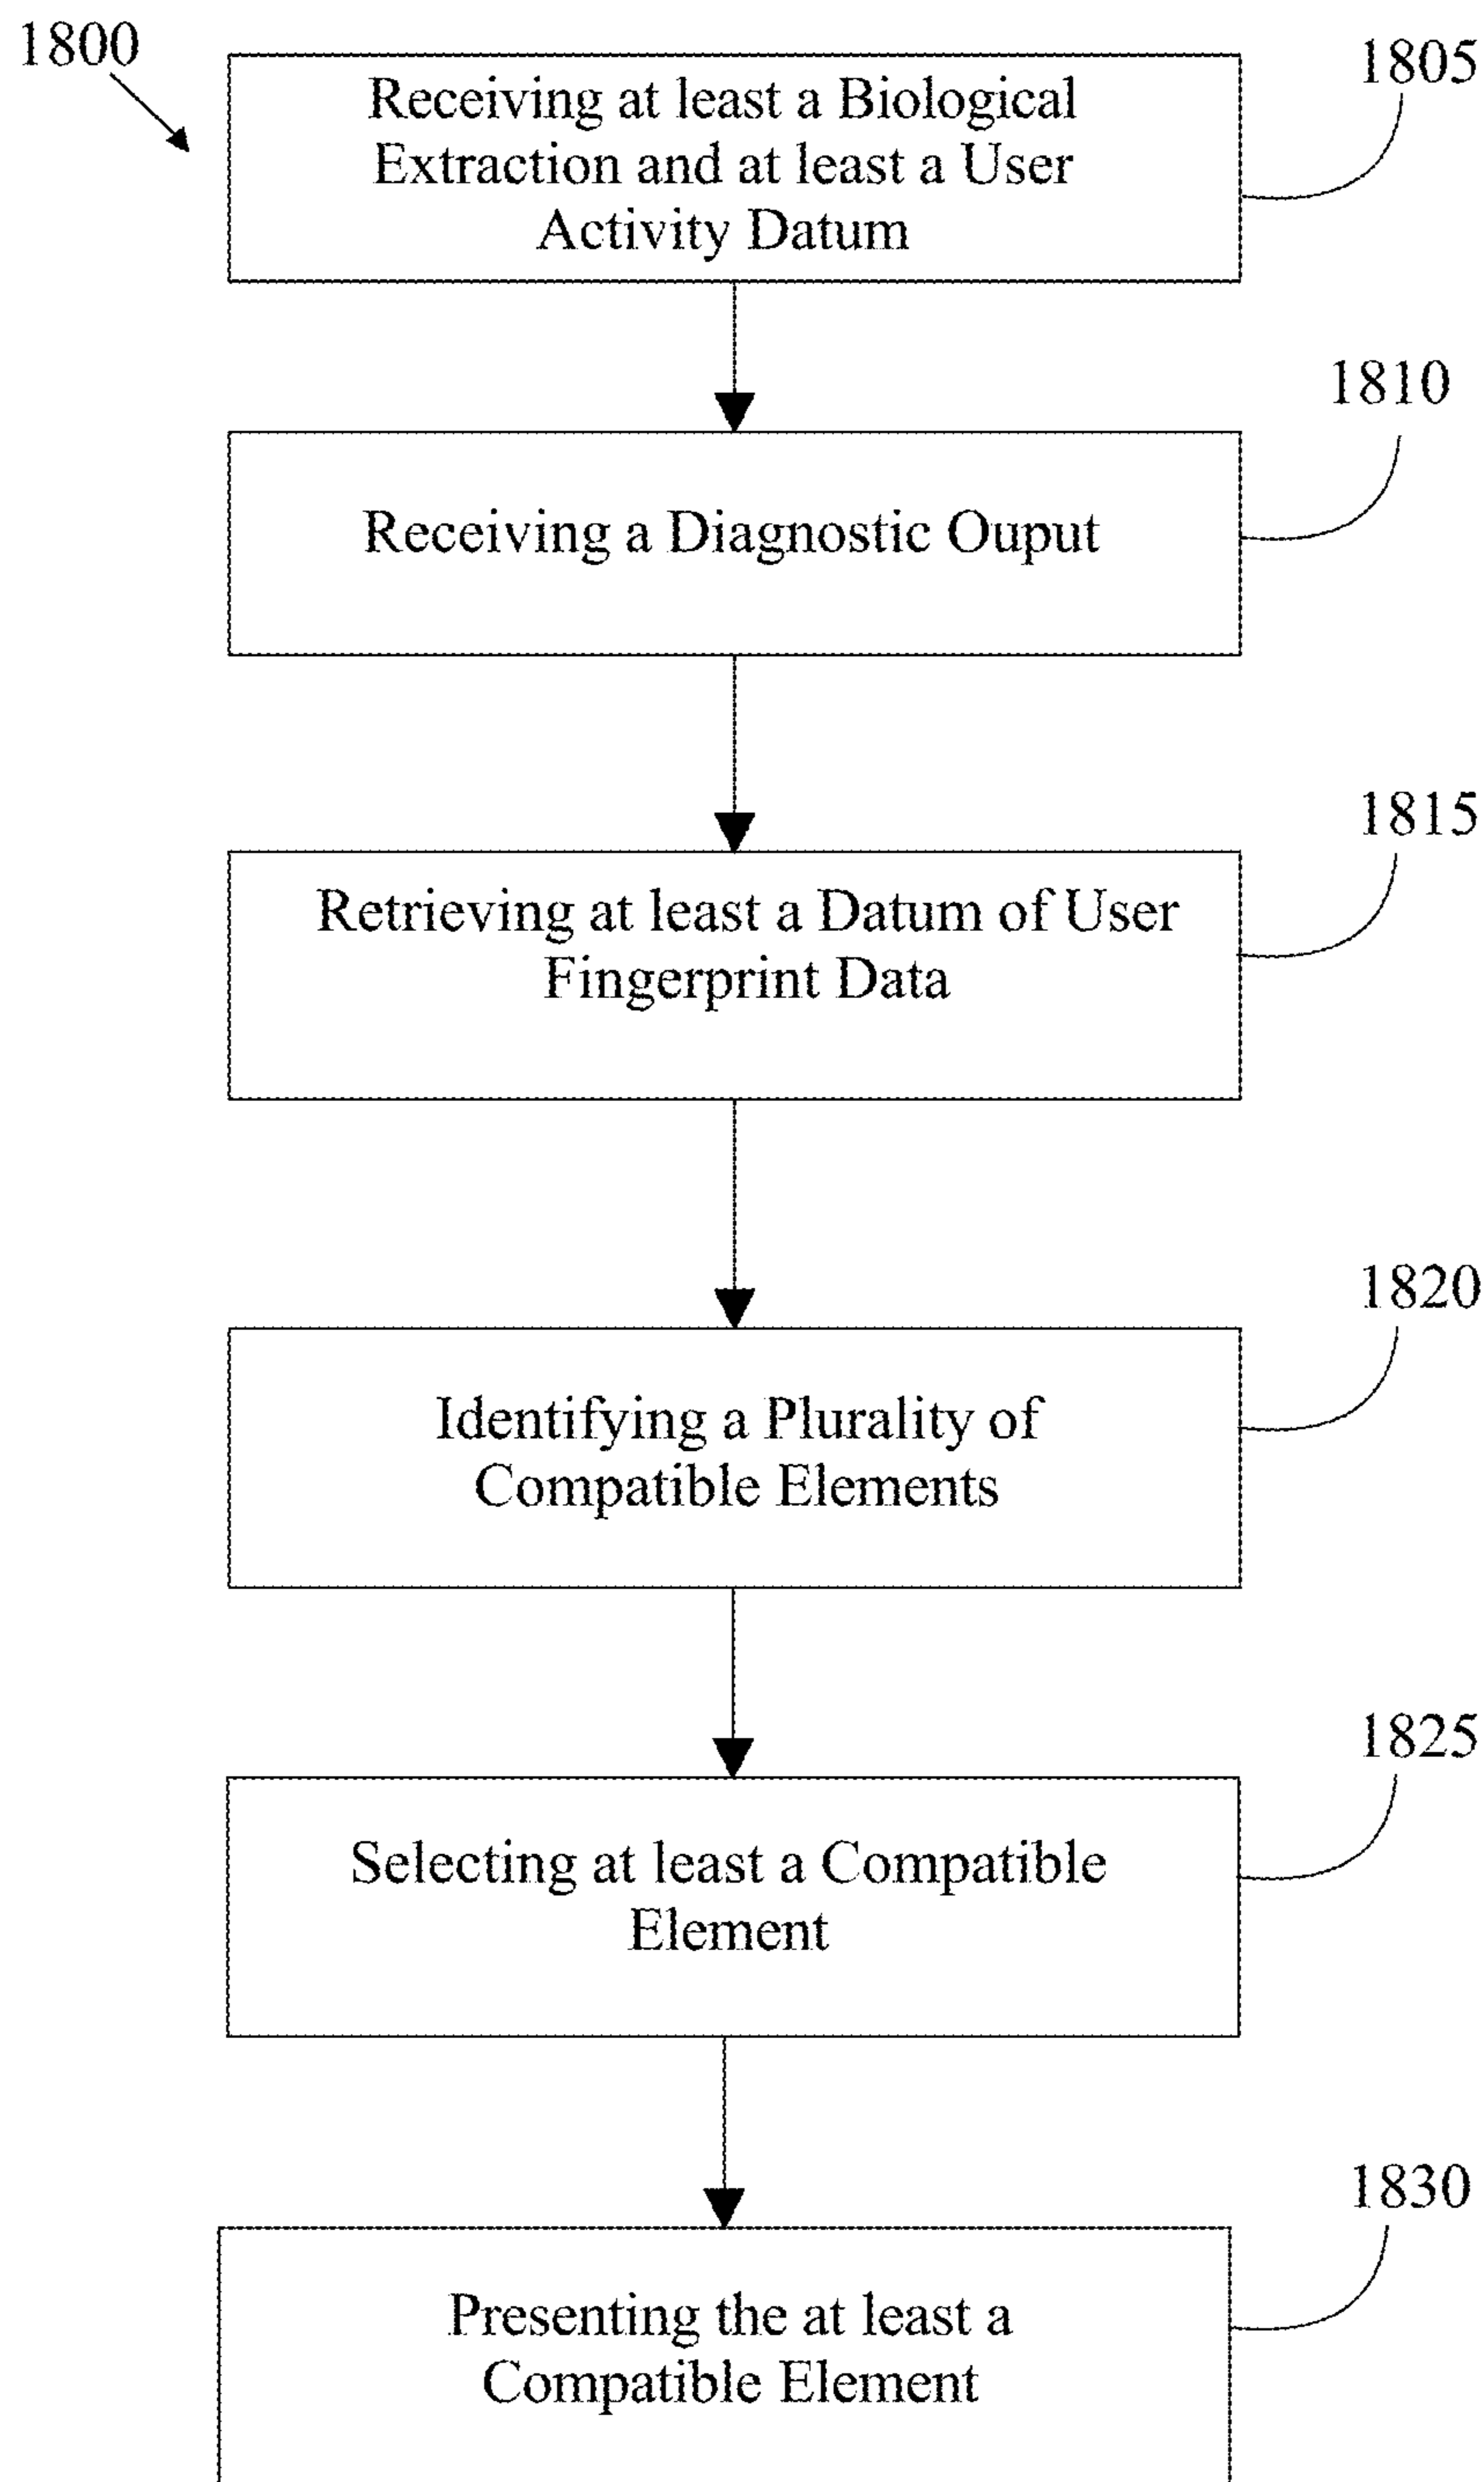 1800
1805
Receiving at least a Biological
Extraction and at least a User
Activity Datum
1810
Receiving a Diagnostic Ouput
1815
Retrieving at least a Datum of User
Fingerprint Data
1820
Identifying a Plurality of
Compatible Elements
1825
Selecting at least a Compatible
Element
1830
Presenting the at least a
Compatible Element